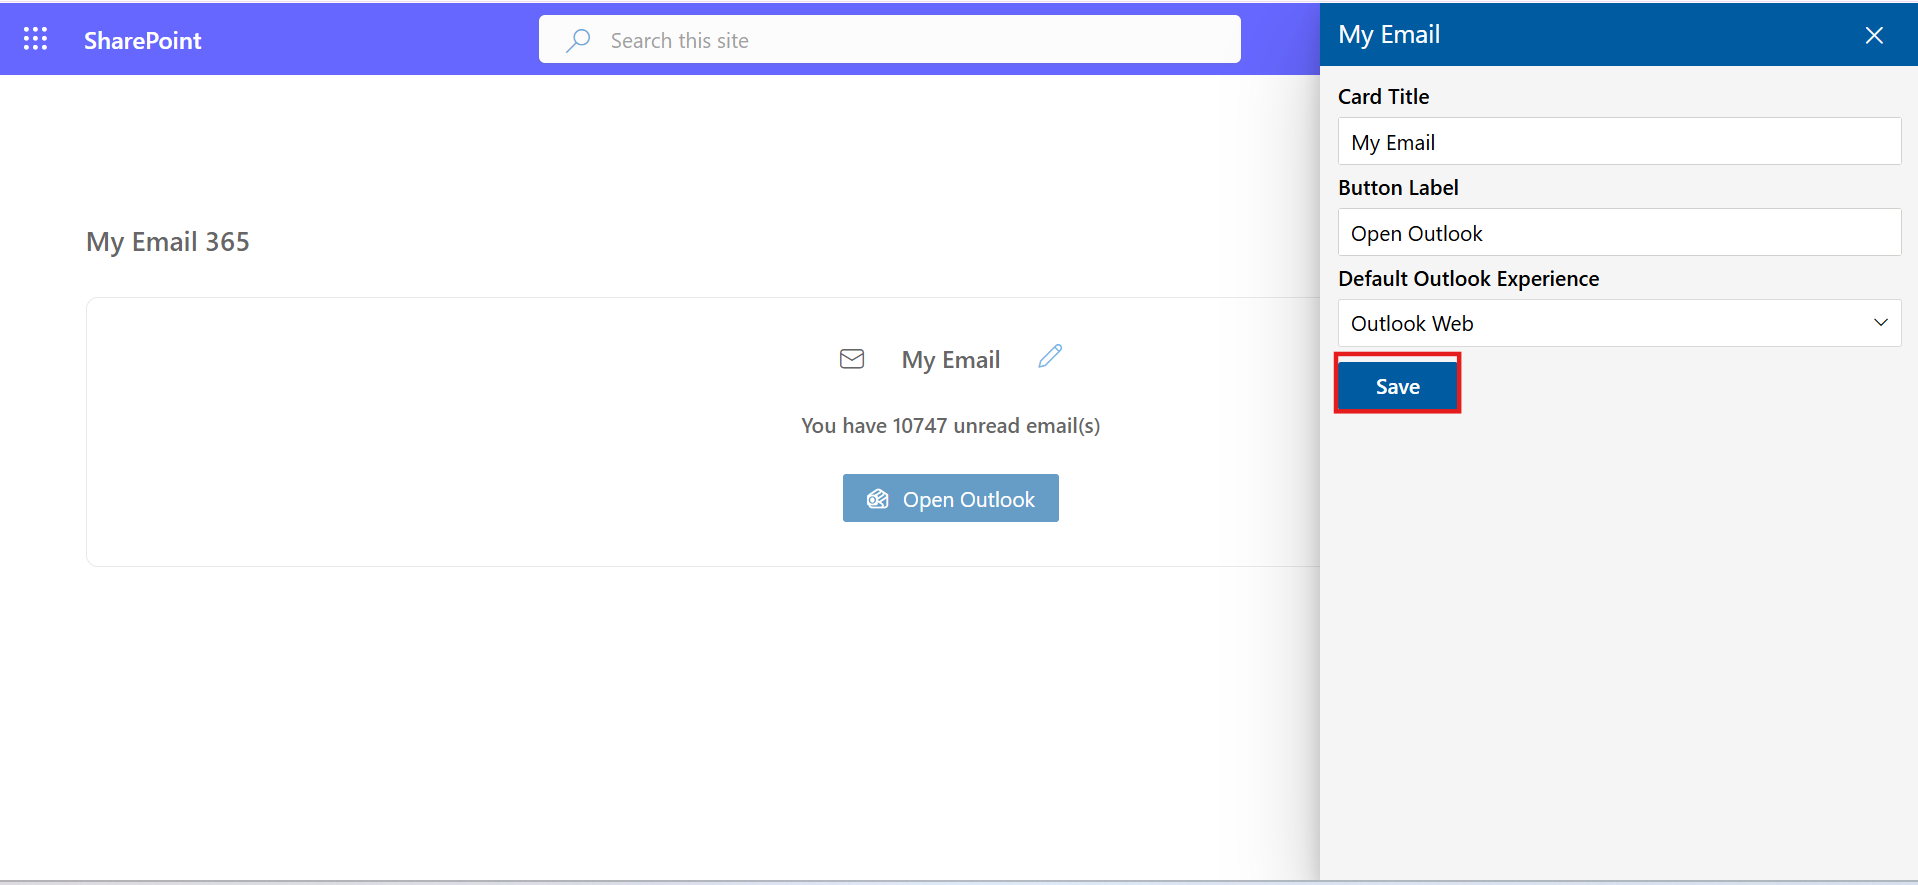 SharePoint
Search this site
My Email 365
My Email
You have 10747 unread email(s)
Open Outlook
My Email
Card Title
My Email
Button Label
Open Outlook
Default Outlook Experience
Outlook Web
Save